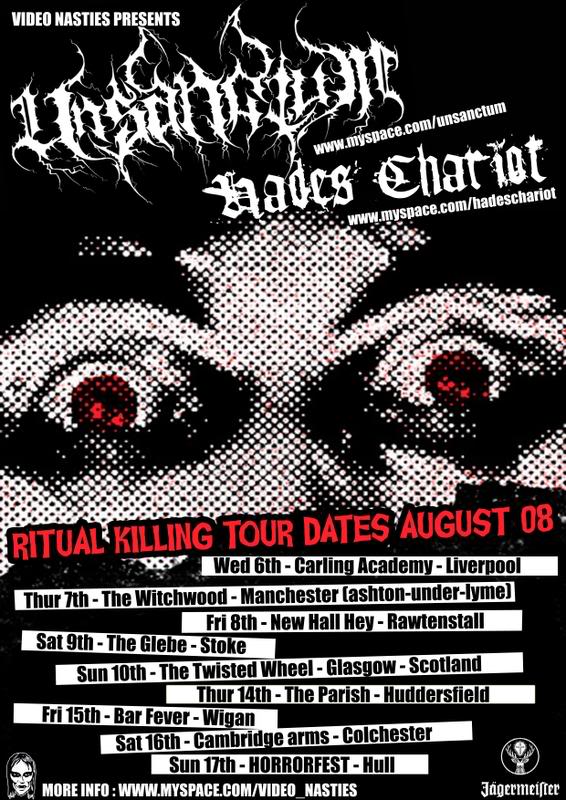 VIDEO NASTIES PRESENTS
Unsanctum
www.myspace.com/unsanctum
Hades Chariot
www.myspace.com/hadeschariot
RITUAL KILLING TOUR DATES AUGUST 08
Wed 6th - Carling Academy - Liverpool
Thur 7th - The Witchwood - Manchester (ashton-under-lyme)
Fri 8th - New Hall Hey - Rawtenstall
Sat 9th - The Glebe - Stoke
Sun 10th - The Twisted Wheel - Glasgow - Scotland
Thur 14th - The Parish - Huddersfield
Fri 15th - Bar Fever - Wigan
Sat 16th - Cambridge arms - Colchester
Sun 17th - HORRORFEST - Hull
MORE INFO : WWW.MYSPACE.COM/VIDEO_NASTIES
Jägermeister